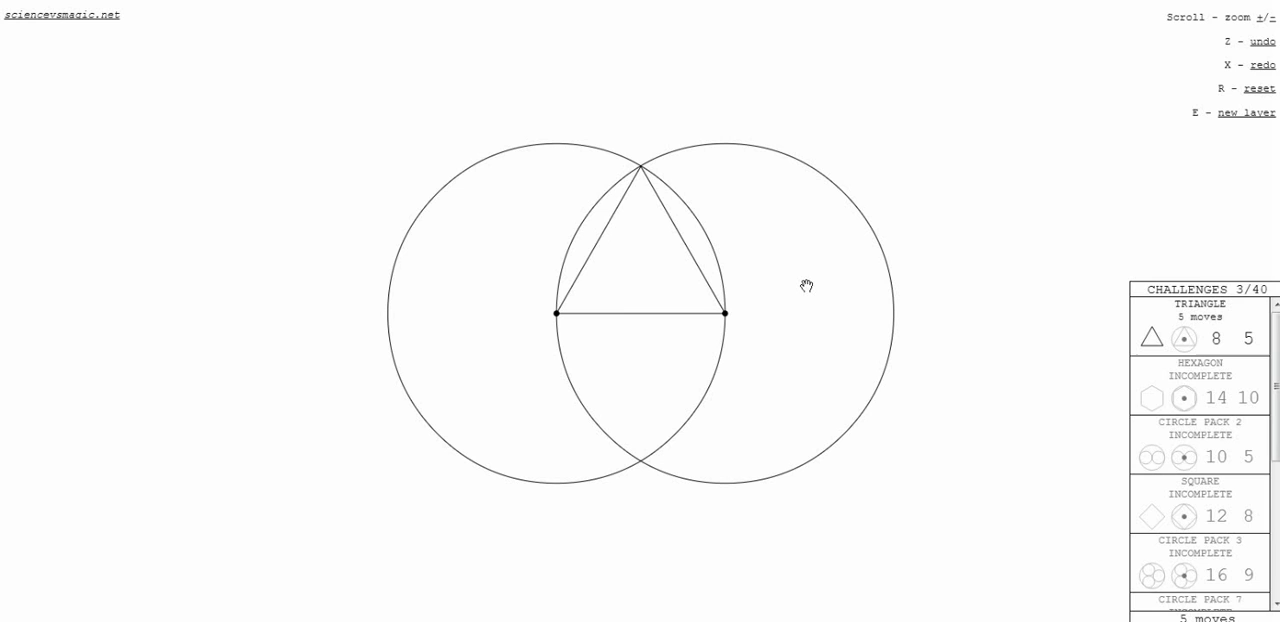 sciencevsmagic.net
Scroll - zoom +/-
Z - undo
X - redo
R - reset
E - new layer
CHALLENGES 3/40
TRIANGLE
5 moves
8 5
HEXAGON
INCOMPLETE
14 10
CIRCLE PACK 2
INCOMPLETE
10 5
SQUARE
INCOMPLETE
12 8
CIRCLE PACK 3
INCOMPLETE
16 9
CIRCLE PACK 7
5 moves